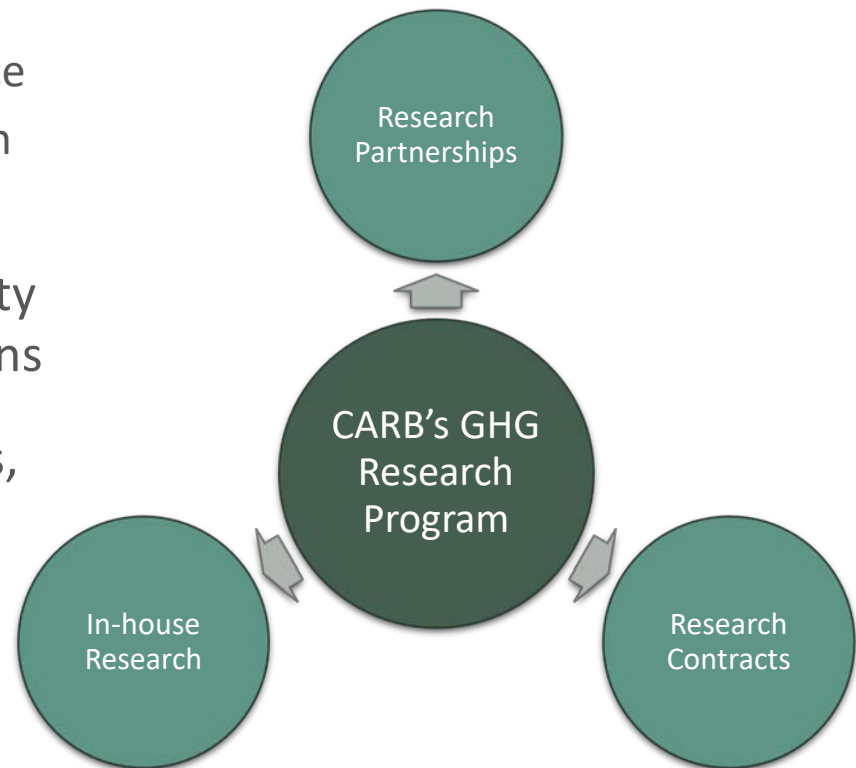 Research
Partnerships
CARB's GHG
Research
Program
In-house
Research
Research
Contracts